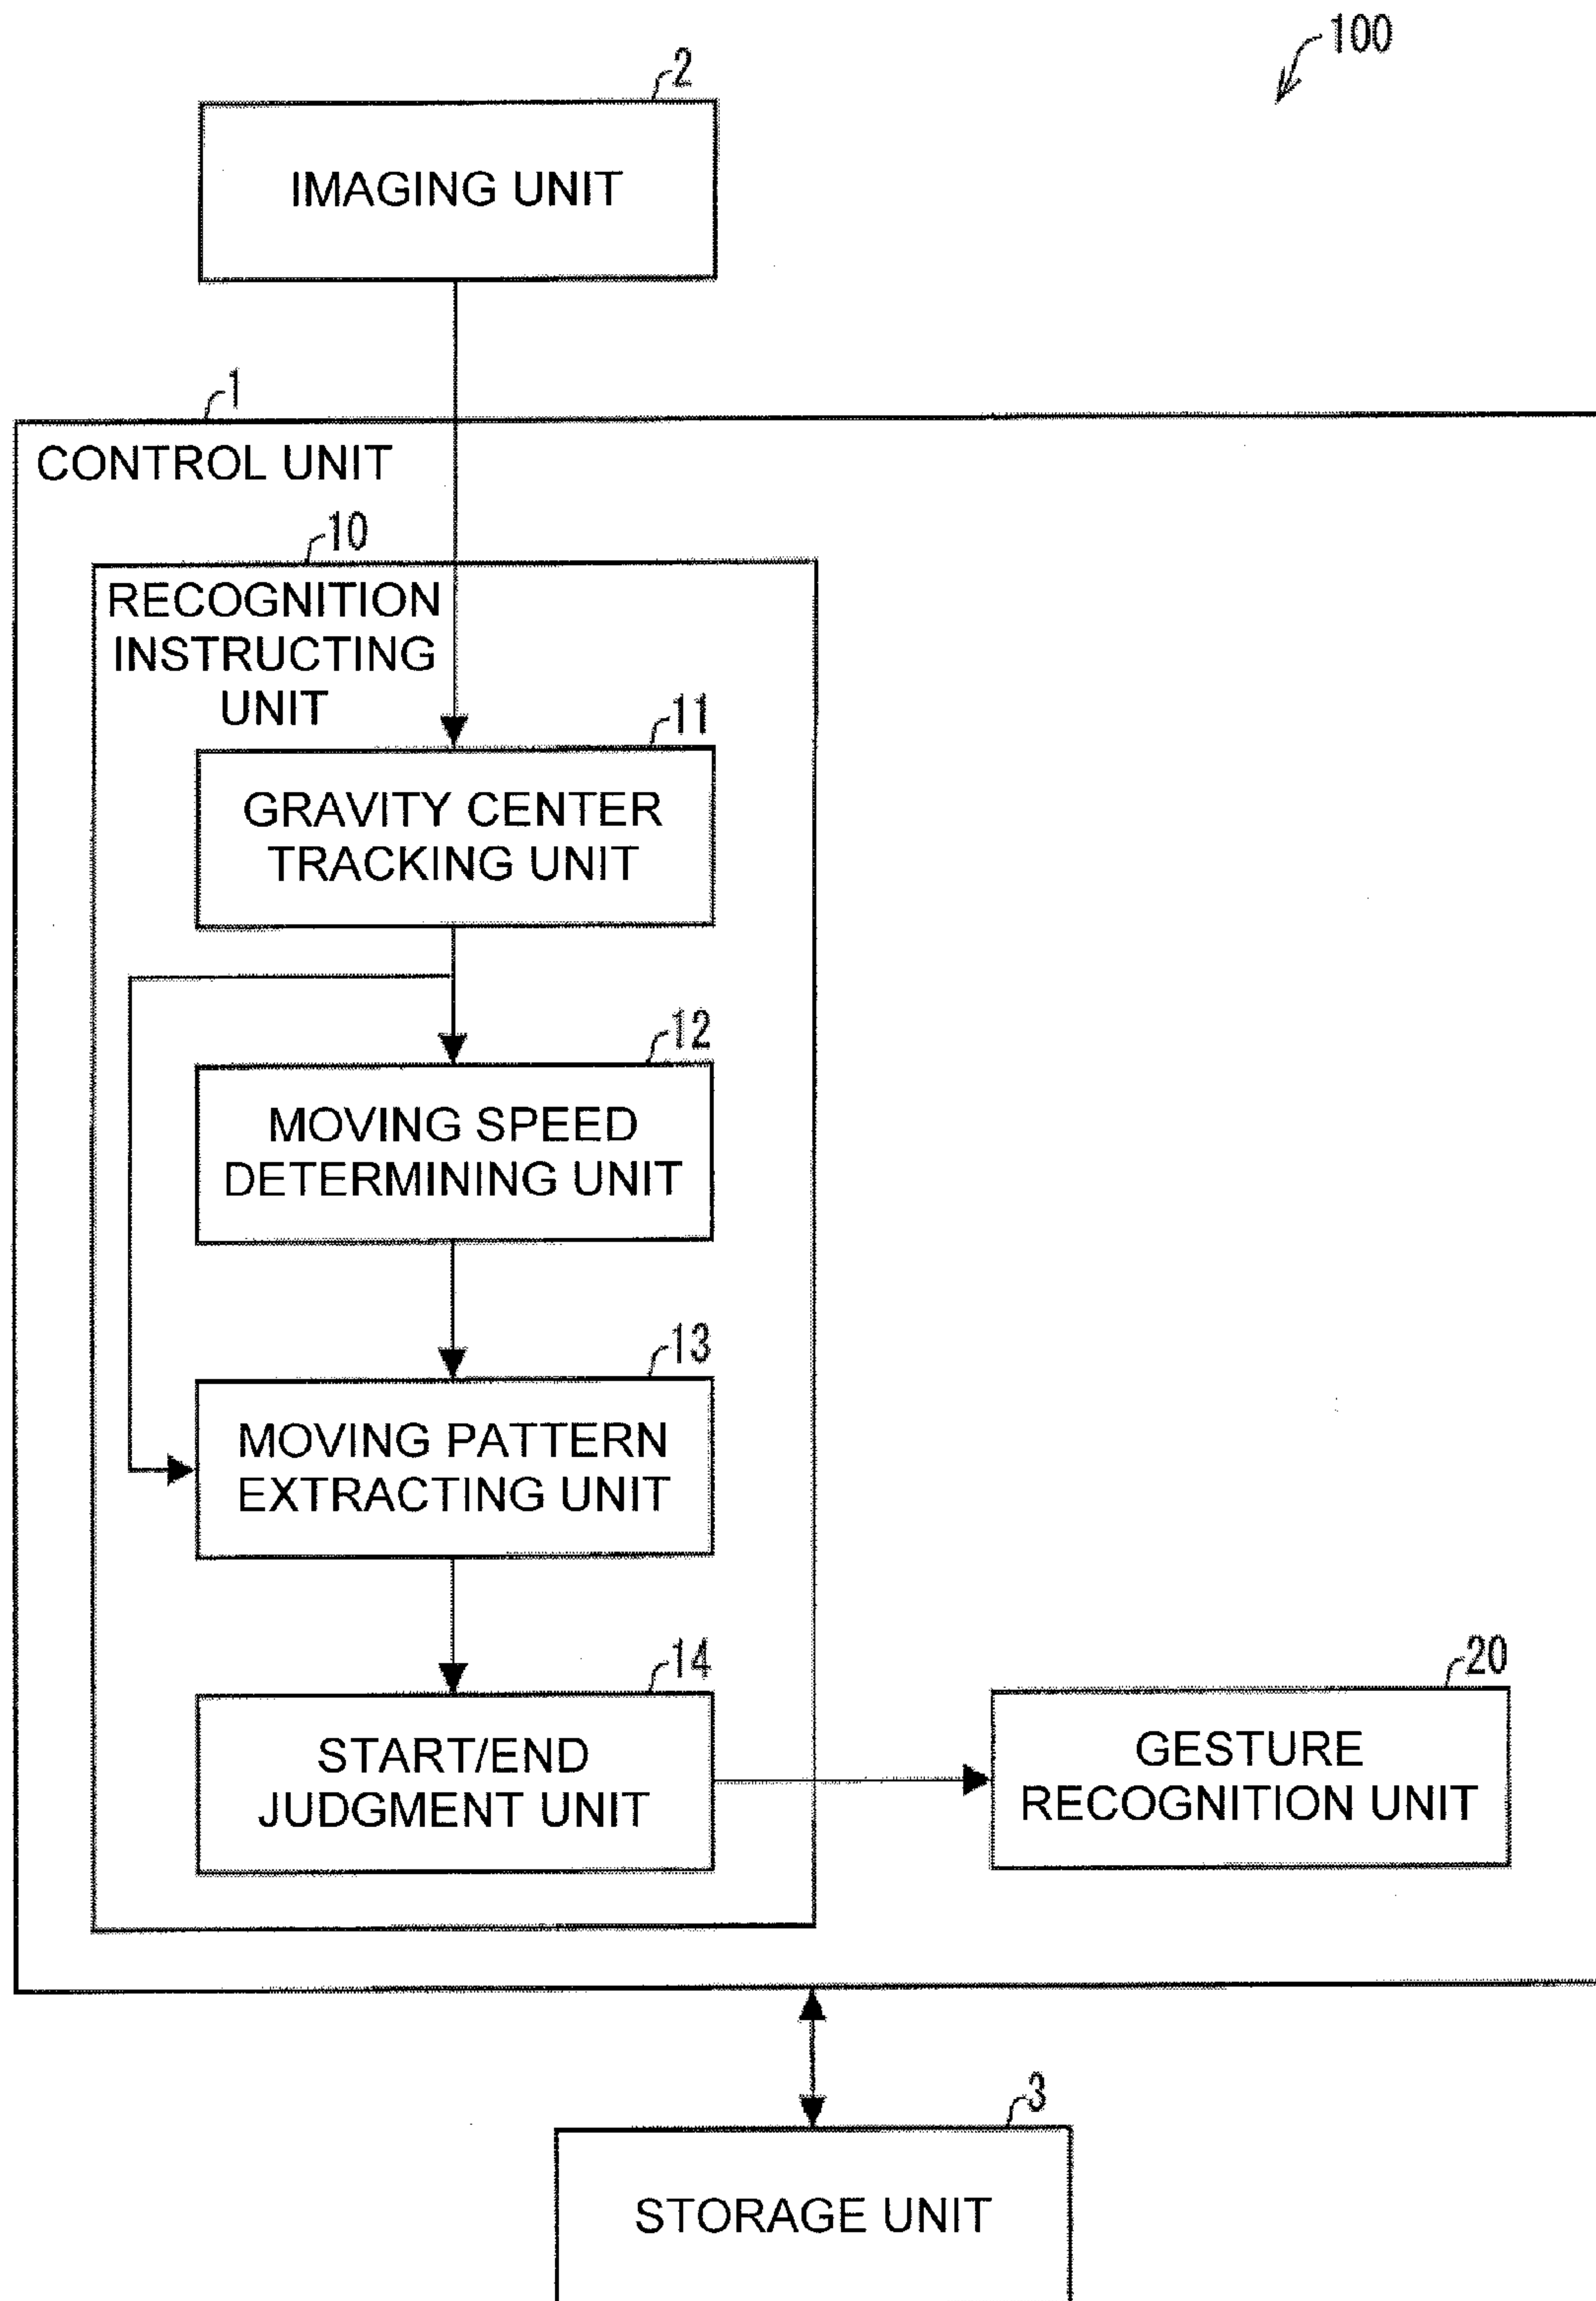 100
2
IMAGING UNIT
1
CONTROL UNIT
10
RECOGNITION
INSTRUCTING
UNIT
11
GRAVITY CENTER
TRACKING UNIT
12
MOVING SPEED
DETERMINING UNIT
13
MOVING PATTERN
EXTRACTING UNIT
14
START/END
JUDGMENT UNIT
20
GESTURE
RECOGNITION UNIT
3
STORAGE UNIT